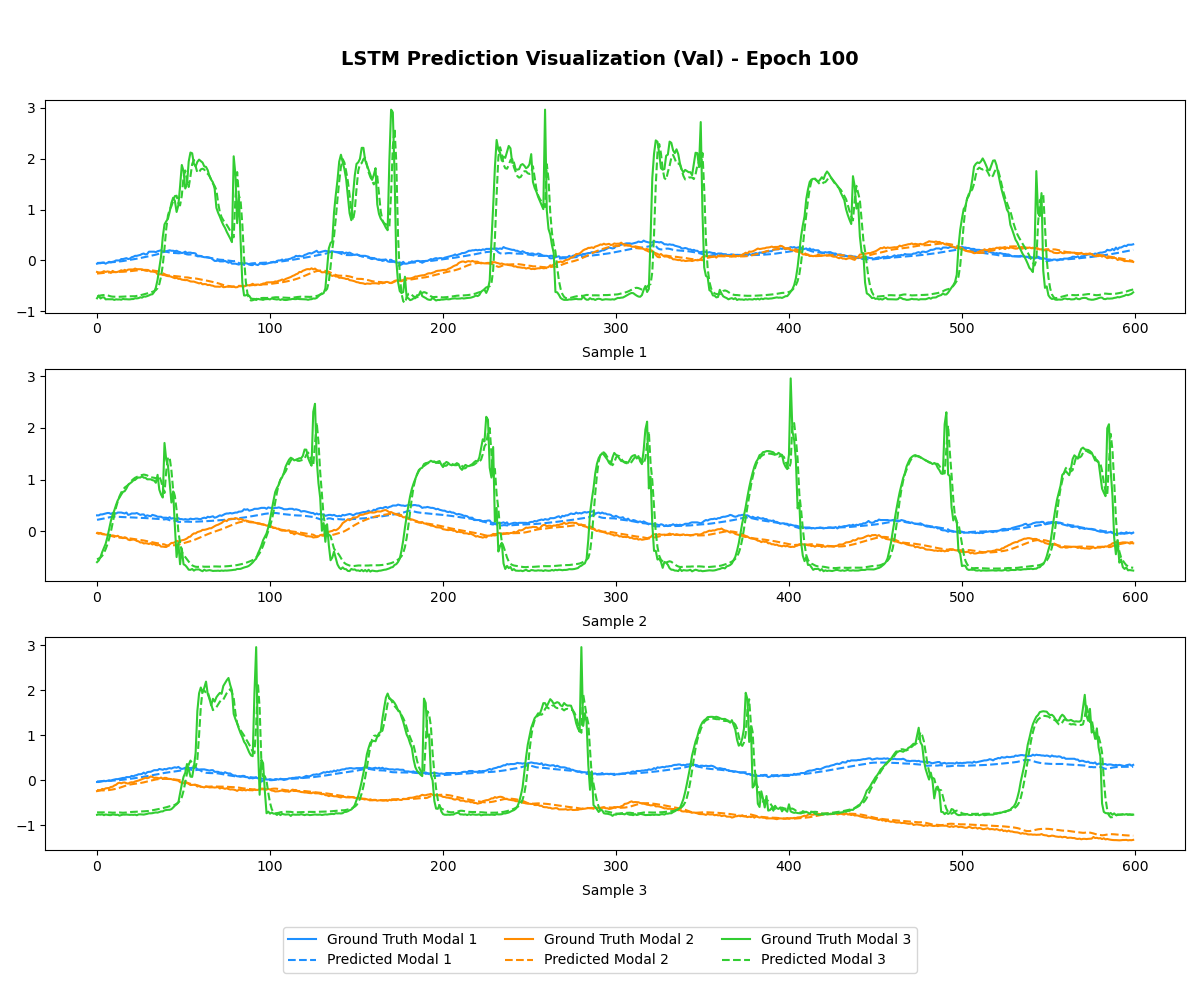 LSTM Prediction Visualization (Val) - Epoch 100
3
2
1
0
−1
0 100 200 300 400 500 600
Sample 1
3
2
1
0
0 100 200 300 400 500 600
Sample 2
3
2
1
0
−1
0 100 200 300 400 500 600
Sample 3
Ground Truth Modal 1 Ground Truth Modal 2 Ground Truth Modal 3
Predicted Modal 1 Predicted Modal 2 Predicted Modal 3